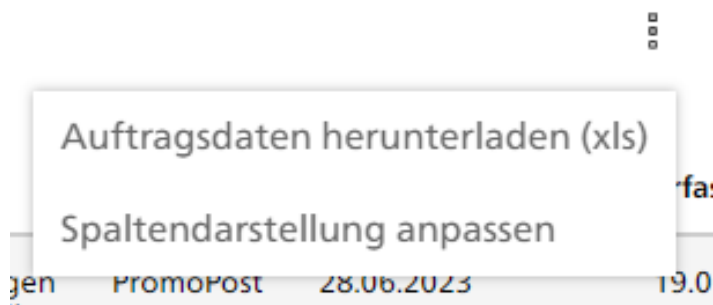 Auftragsdaten herunterladen (xls)
Spaltendarstellung anpassen
PromoPost 28.06.2023